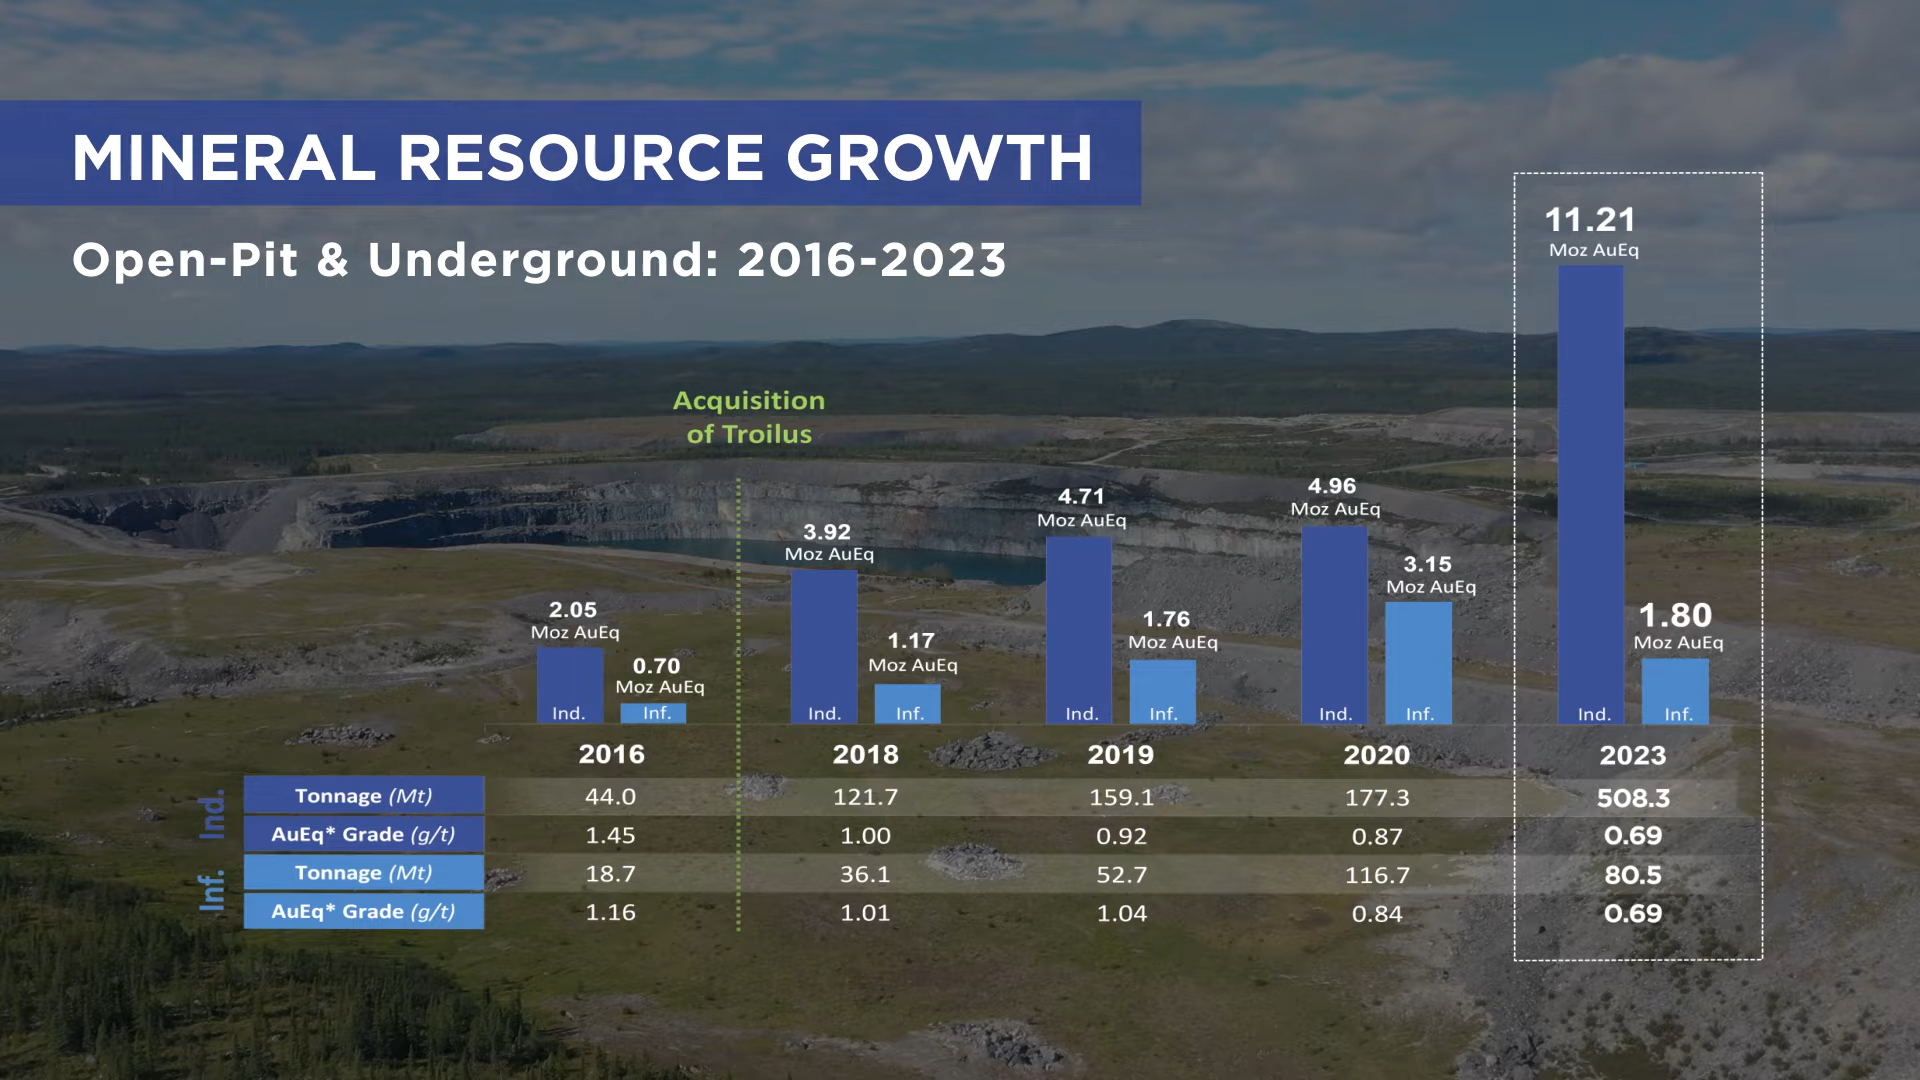 MINERAL RESOURCE GROWTH
Open-Pit & Underground: 2016-2023
Acquisition
of Troilus
2.05
Moz AuEq
0.70
Moz AuEq
3.92
Moz AuEq
1.17
Moz AuEq
4.71
Moz AuEq
1.76
Moz AuEq
4.96
Moz AuEq
3.15
Moz AuEq
11.21
Moz AuEq
1.80
Moz AuEq
Ind. Inf. Ind. Inf. Ind. Inf. Ind. Inf. Ind. Inf.
2016 2018 2019 2020 2023
Ind.
Tonnage (Mt) 44.0 121.7 159.1 177.3 508.3
AuEq* Grade (g/t) 1.45 1.00 0.92 0.87 0.69
Inf.
Tonnage (Mt) 18.7 36.1 52.7 116.7 80.5
AuEq* Grade (g/t) 1.16 1.01 1.04 0.84 0.69